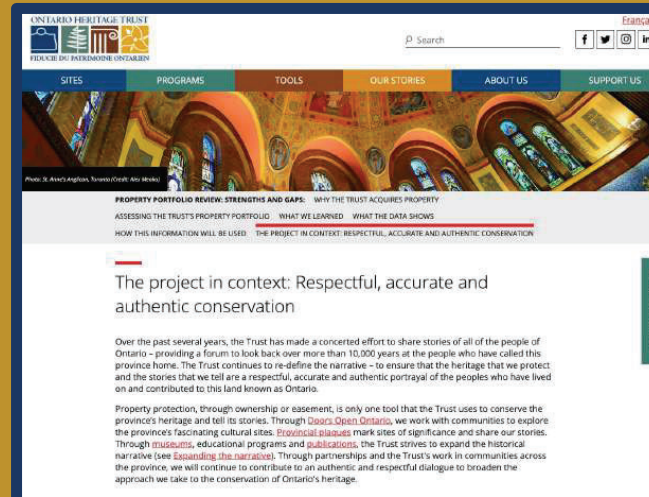 ONTARIO HERITAGE TRUST
FIDUCIE DU PATRIMOINE ONTARIEN
Search
França
SITES PROGRAMS TOOLS OUR STORIES ABOUT US SUPPORT US
Photo: St. Anne's Anglican, Toronto (Credit: Alex Meoko)
PROPERTY PORTFOLIO REVIEW: STRENGTHS AND GAPS: WHY THE TRUST ACQUIRES PROPERTY
ASSESSING THE TRUST'S PROPERTY PORTFOLIO WHAT WE LEARNED WHAT THE DATA SHOWS
HOW THIS INFORMATION WILL BE USED THE PROJECT IN CONTEXT: RESPECTFUL, ACCURATE AND AUTHENTIC CONSERVATION
The project in context: Respectful, accurate and
authentic conservation
Over the past several years, the Trust has made a concerted effort to share stories of all of the people of
Ontario – providing a forum to look back over more than 10,000 years at the people who have called this
province home. The Trust continues to re-define the narrative – to ensure that the heritage that we protect
and the stories that we tell are a respectful, accurate and authentic portrayal of the peoples who have lived
on and contributed to this land known as Ontario.
Property protection, through ownership or easement, is only one tool that the Trust uses to conserve the
province's heritage and tell its stories. Through Doors Open Ontario, we work with communities to explore
the province's fascinating cultural sites. Provincial plaques mark sites of significance and share our stories.
Through museums, educational programs and publications, the Trust strives to expand the historical
narrative (see Expanding the narrative). Through partnerships and the Trust's work in communities across
the province, we will continue to contribute to an authentic and respectful dialogue to broaden the
approach we take to the conservation of Ontario's heritage.